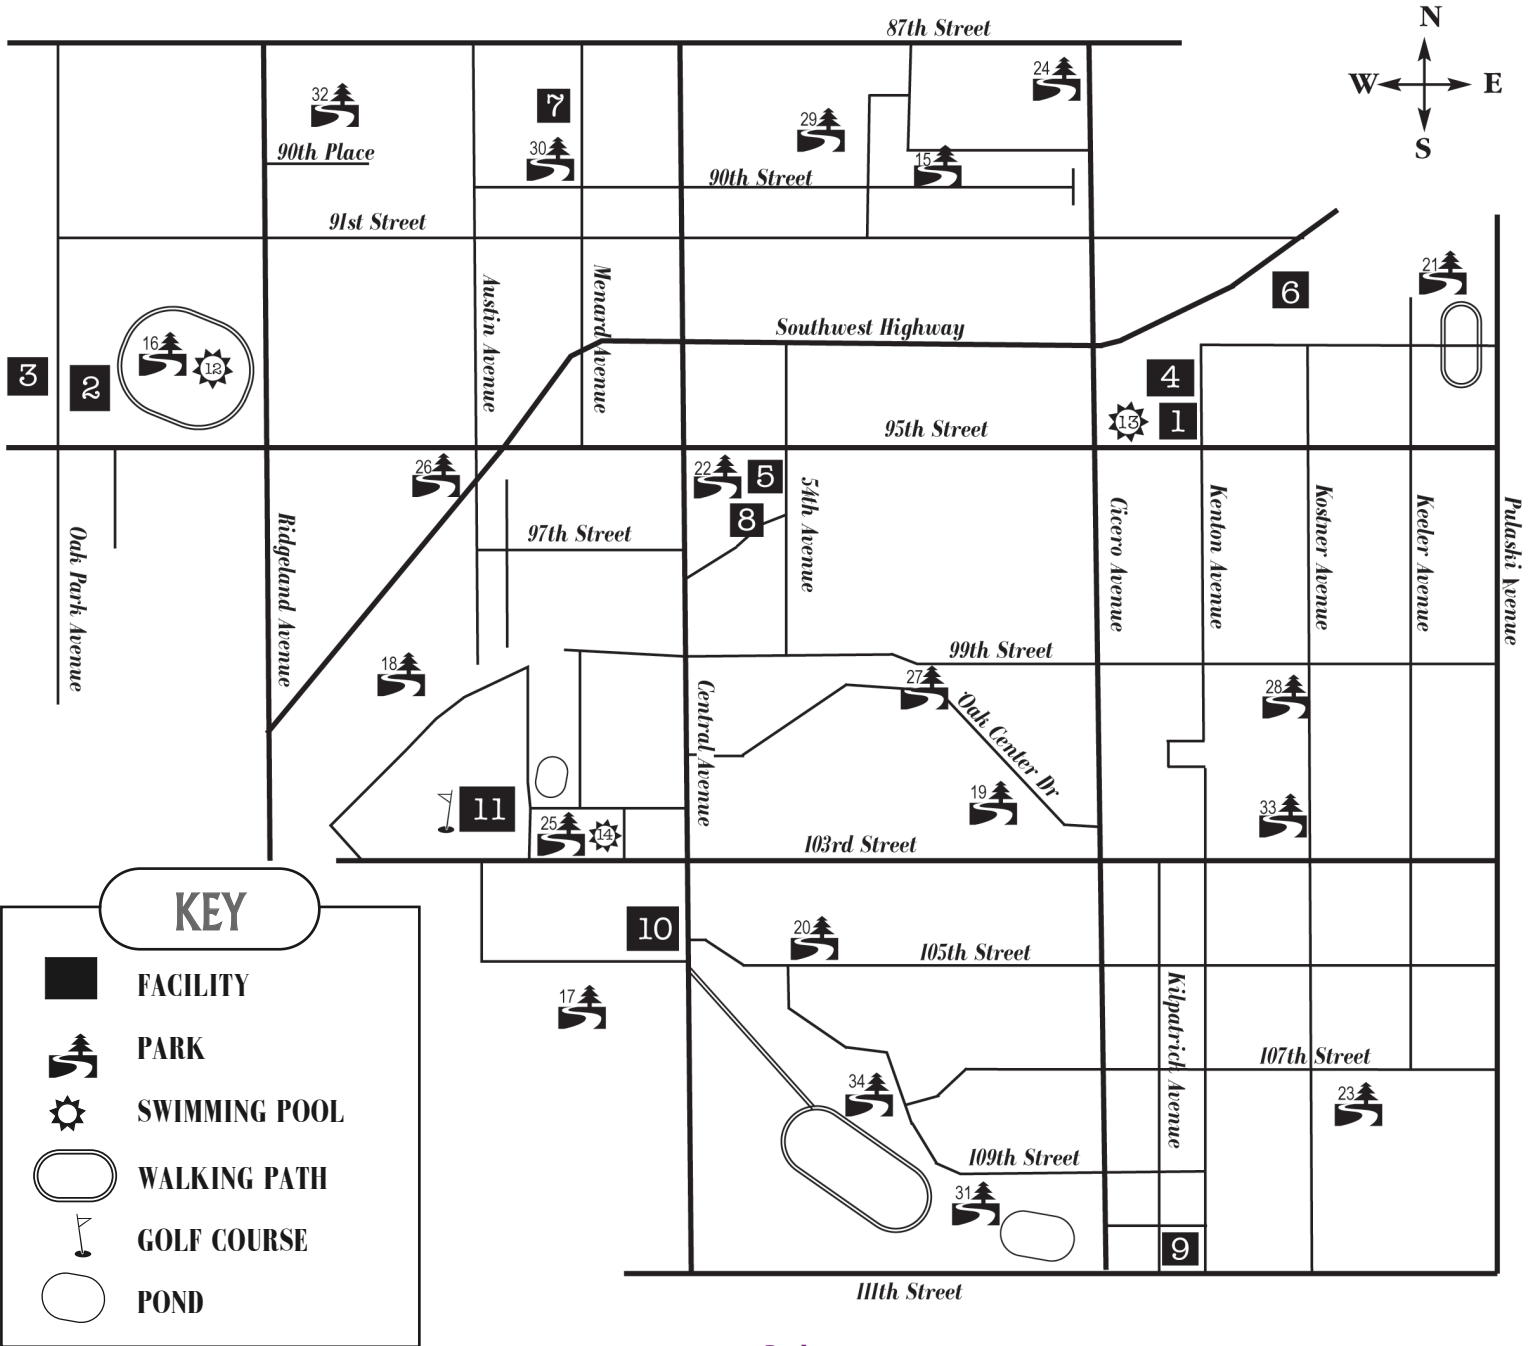 87th Street
N
W
E
S
24
32
7
29
30
15
90th Place
90th Street
91st Street
21
6
Austin Avenue
Menard Avenue
Southwest Highway
16
12
3
2
4
13
1
95th Street
26
22
5
8
97th Street
54th Avenue
Oak Park Avenue
Ridgeland Avenue
Cicero Avenue
Kenton Avenue
Kostner Avenue
Keeler Avenue
Pulaski Avenue
99th Street
18
27
28
Oak Center Dr
Central Avenue
11
25
14
19
33
103rd Street
KEY
10
20
105th Street
FACILITY
17
Kilpatrick Avenue
PARK
107th Street
34
23
SWIMMING POOL
109th Street
WALKING PATH
31
GOLF COURSE
9
POND
111th Street